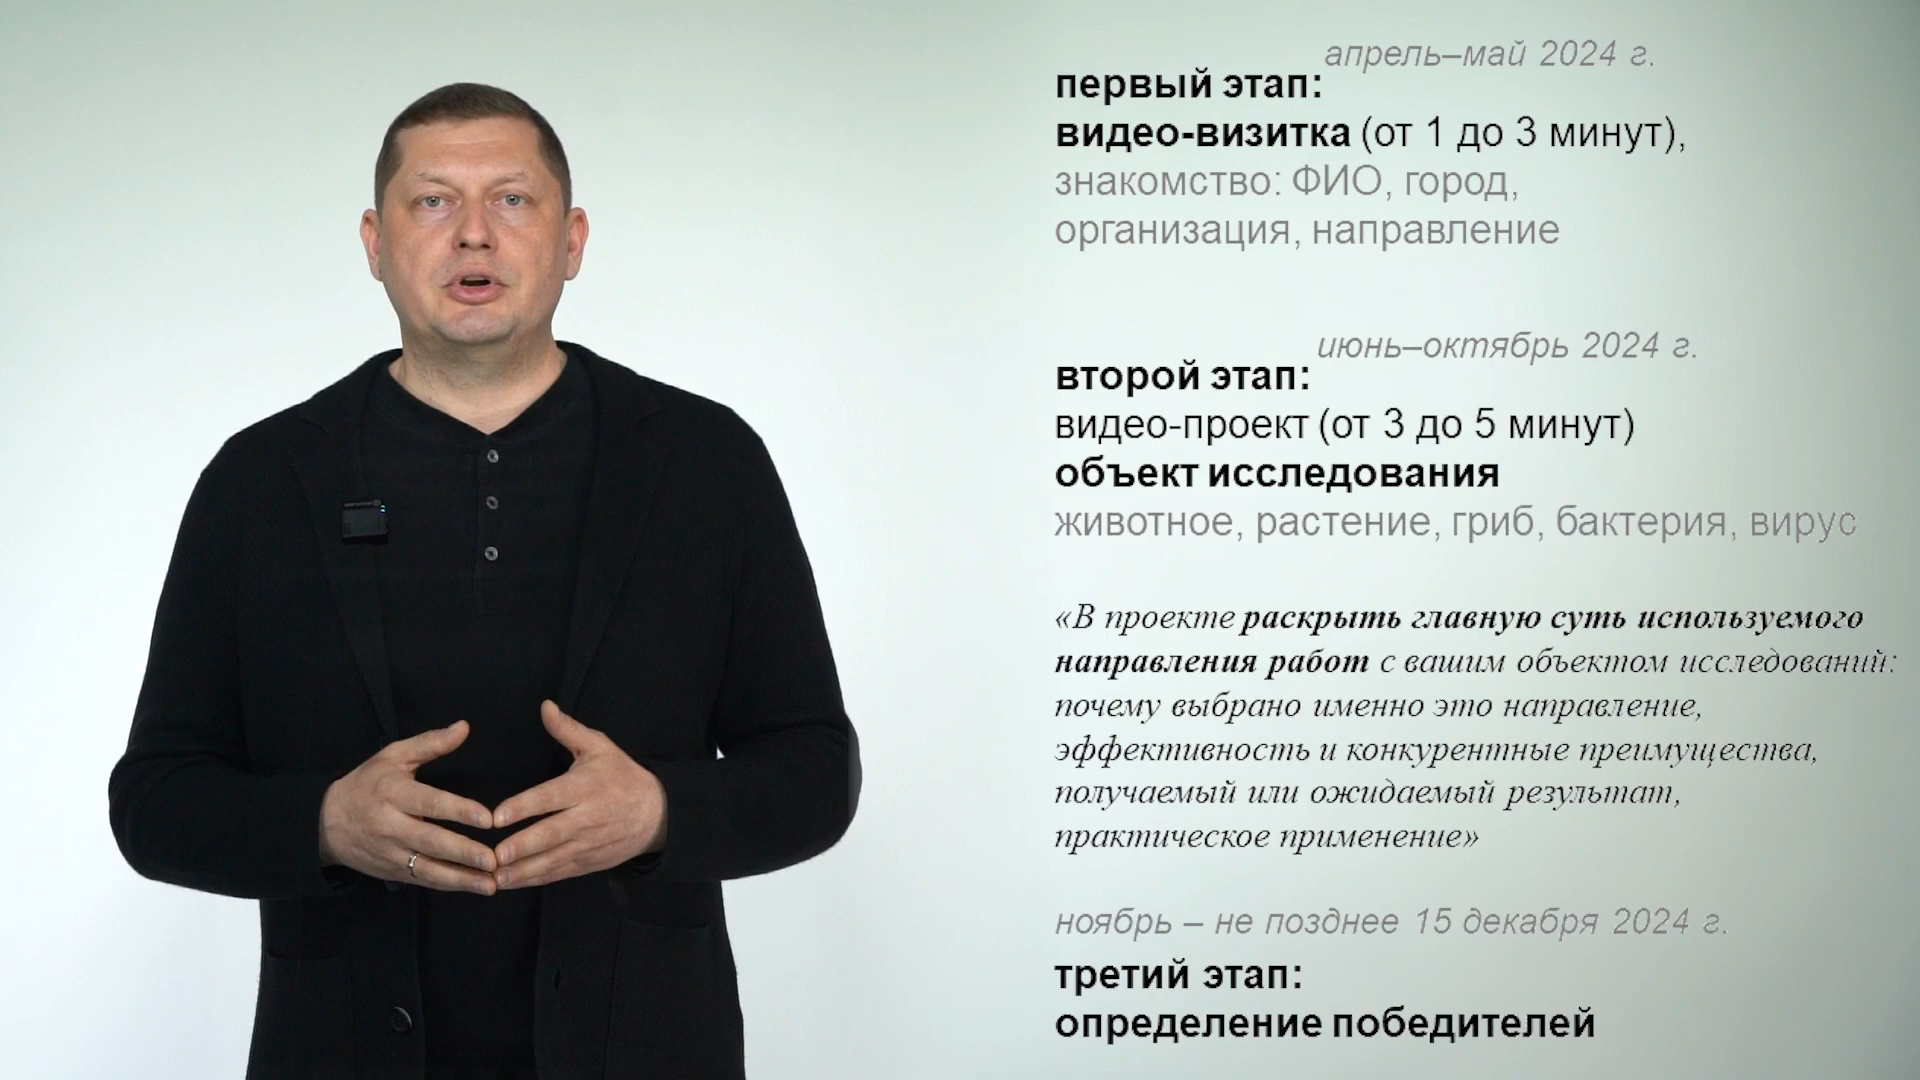 апрель–май 2024 г.
первый этап:
видео-визитка (от 1 до 3 минут),
знакомство: ФИО, город,
организация, направление
июнь–октябрь 2024 г.
второй этап:
видео-проект (от 3 до 5 минут)
объект исследования
животное, растение, гриб, бактерия, вирус
«В проекте раскрыть главную суть используемого
направления работ с вашим объектом исследований:
почему выбрано именно это направление,
эффективность и конкурентные преимущества,
получаемый или ожидаемый результат,
практическое применение»
ноябрь – не позднее 15 декабря 2024 г.
третий этап:
определение победителей